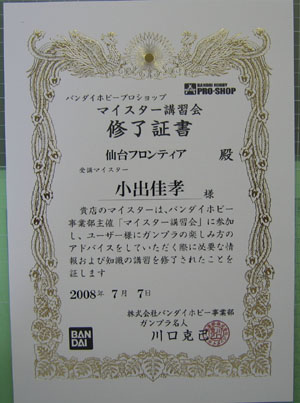 BANDAI HOBBY
PRO-SHOP
バンダイホビープロショップ
マイスター講習会
修了証書
仙台フロンティア 殿
受講マイスター
小出佳孝 様
貴店のマイスターは、バンダイホビー
事業部主催「マイスター講習会」に参加
し、ユーザー様にガンプラの楽しみ方の
アドバイスをしていただく際に必要な情
報および知識の講習を修了されたことを
証します
2008年 7月 7日
株式会社バンダイホビー事業部
ガンプラ名人
川口克己
BAN
DAI